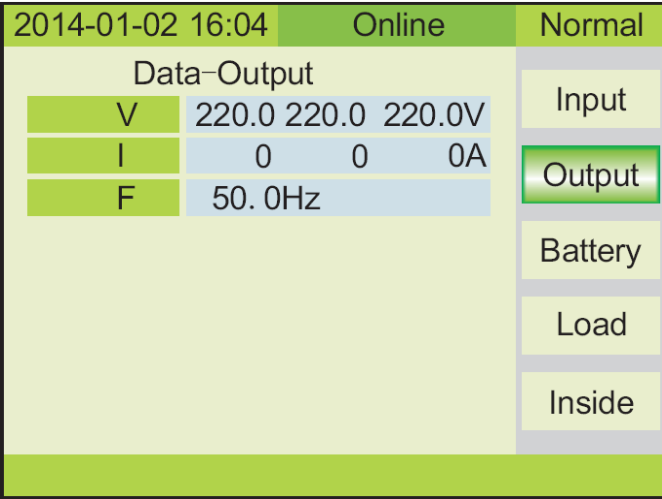 2014-01-02 16:04 Online Normal
Data-Output
V 220.0 220.0 220.0V
I 0 0 0A
F 50.0Hz
Input
Output
Battery
Load
Inside